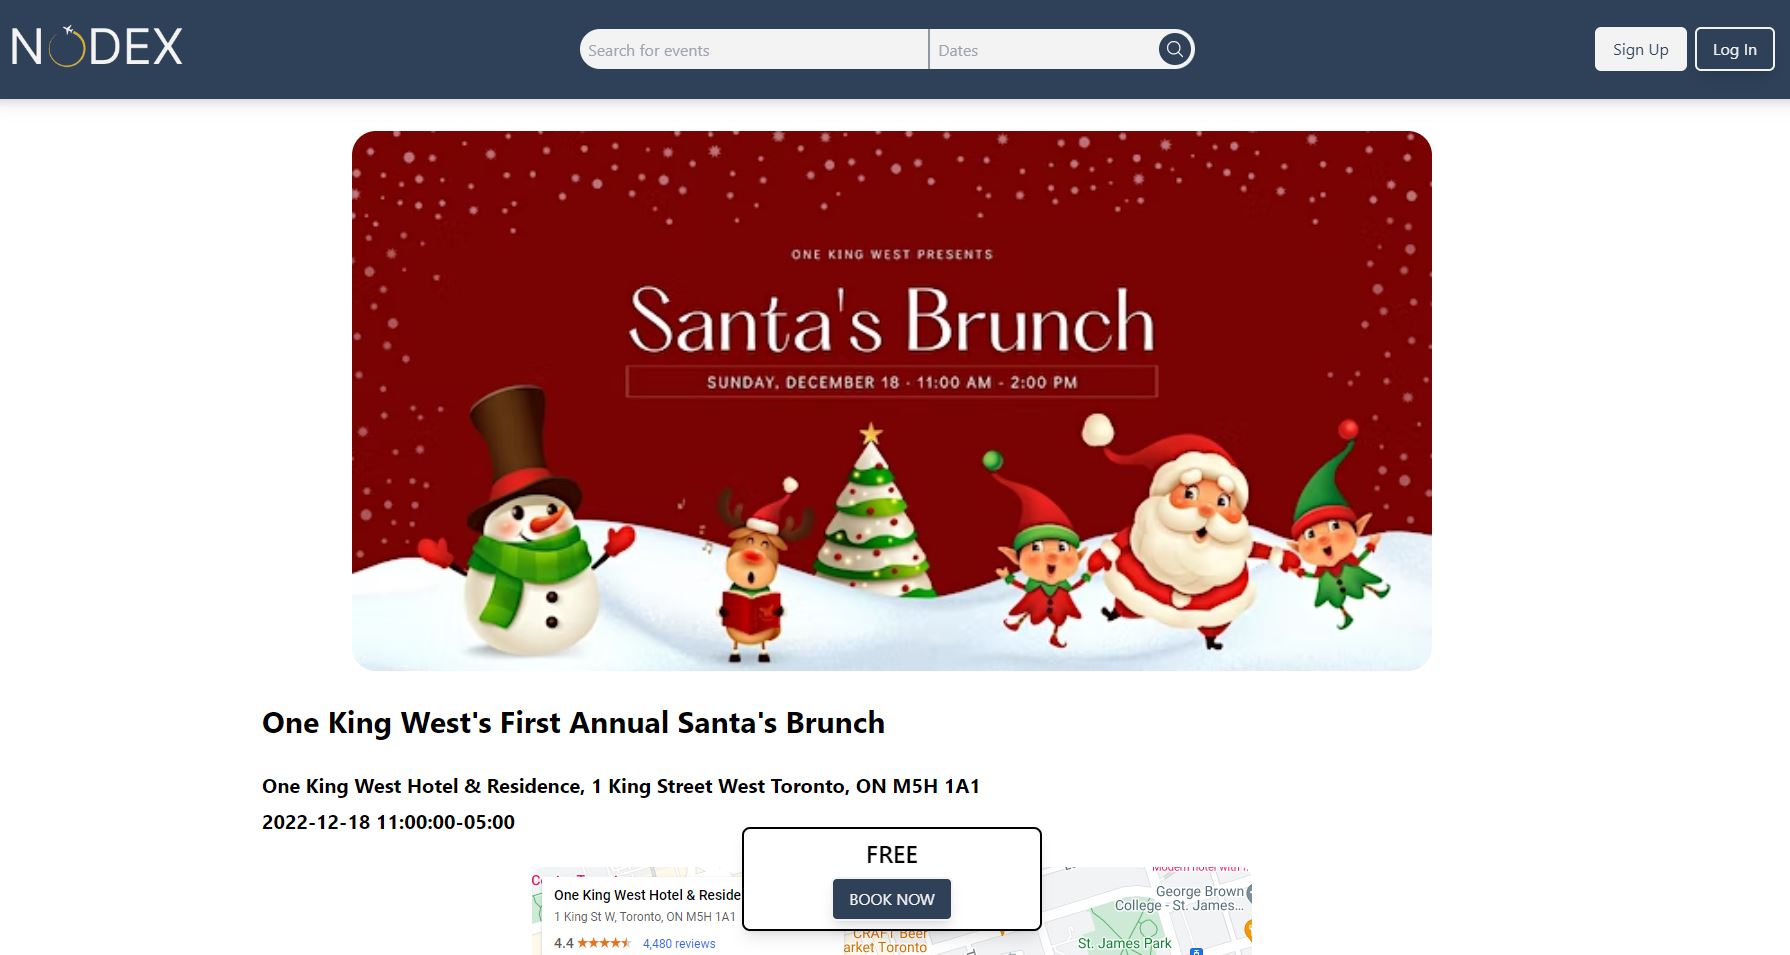 NODEX
Search for events
Dates
Sign Up
Log In
ONE KING WEST PRESENTS
Santa's Brunch
SUNDAY, DECEMBER 18 · 11:00 AM - 2:00 PM
One King West's First Annual Santa's Brunch
One King West Hotel & Residence, 1 King Street West Toronto, ON M5H 1A1
2022-12-18 11:00:00-05:00
FREE
BOOK NOW
One King West Hotel & Reside
1 King St W, Toronto, ON M5H 1A1
4.4
4,480 reviews
George Brown
College - St. James...
CRAFT Beer
arket Toronto
St. James Park